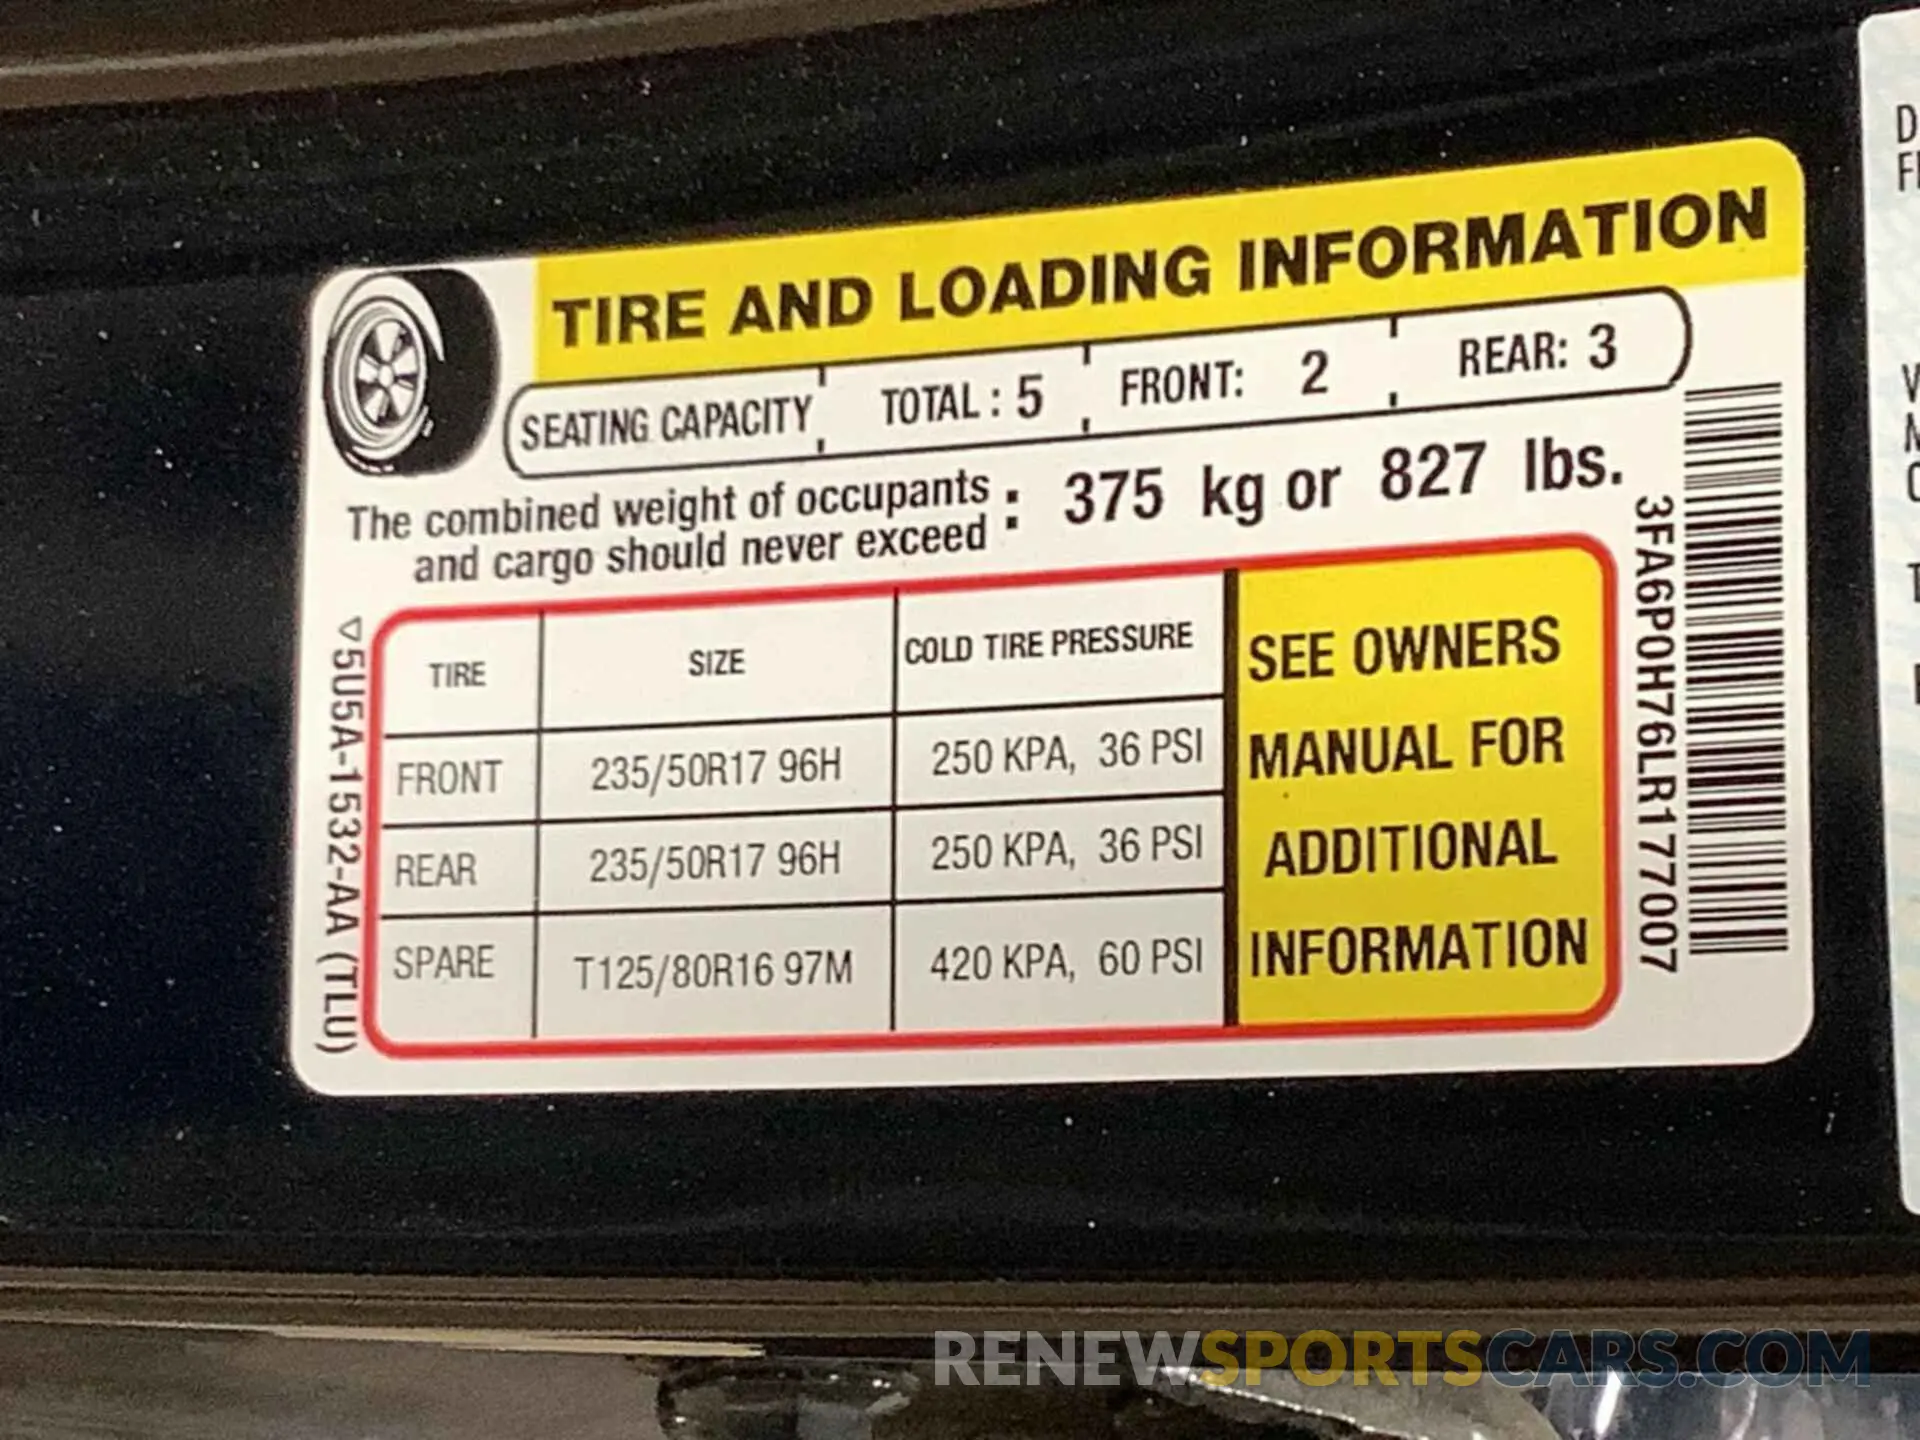 TIRE AND LOADING INFORMATION
SEATING CAPACITY TOTAL : 5 FRONT: 2 REAR: 3
The combined weight of occupants
and cargo should never exceed : 375 kg or 827 lbs.
TIRE SIZE COLD TIRE PRESSURE
FRONT 235/50R17 96H 250 KPA, 36 PSI
REAR 235/50R17 96H 250 KPA, 36 PSI
SPARE T125/80R16 97M 420 KPA, 60 PSI
SEE OWNERS
MANUAL FOR
ADDITIONAL
INFORMATION
5U5A-1532-AA (TLU)
3FA6P0H76LR177007
RENEWSPORTSCARS.COM